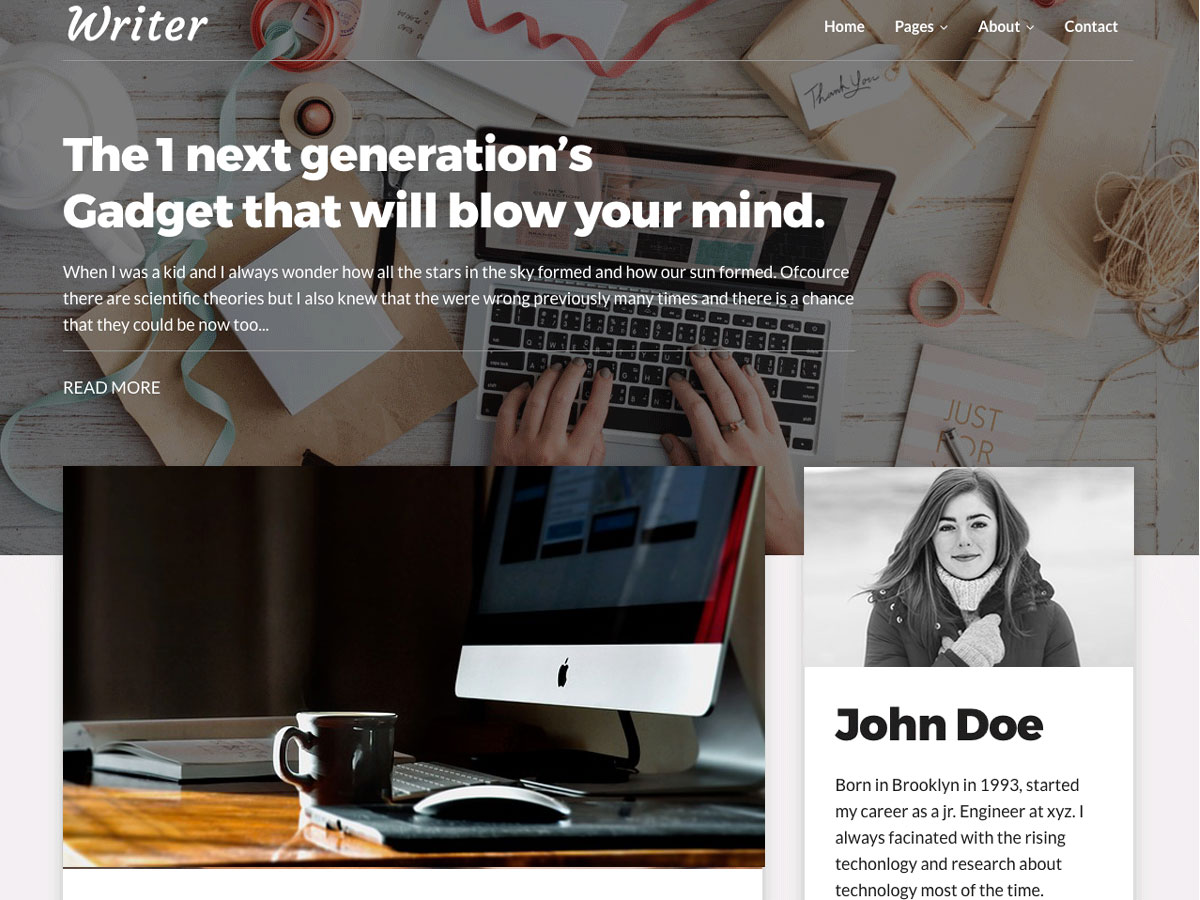 Writer
Home Pages About Contact
Thank You
The 1 next generation’s
Gadget that will blow your mind.
When I was a kid and I always wonder how all the stars in the sky formed and how our sun formed. Ofcource
there are scientific theories but I also knew that the were wrong previously many times and there is a chance
that they could be now too...
READ MORE
JUST
FOR
John Doe
Born in Brooklyn in 1993, started
my career as a jr. Engineer at xyz. I
always facinated with the rising
techonlogy and research about
technology most of the time.